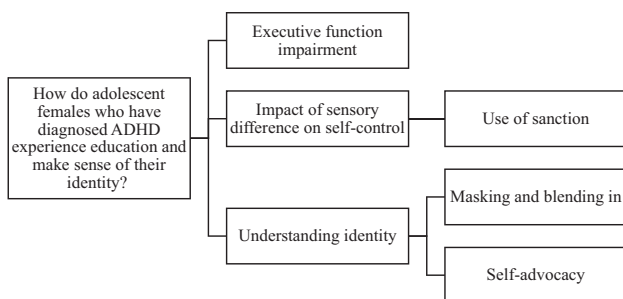 How do adolescent
females who have
diagnosed ADHD
experience education and
make sense of their
identity?
Executive function
impairment
Impact of sensory
difference on self-control
Use of sanction
Understanding identity
Masking and blending in
Self-advocacy